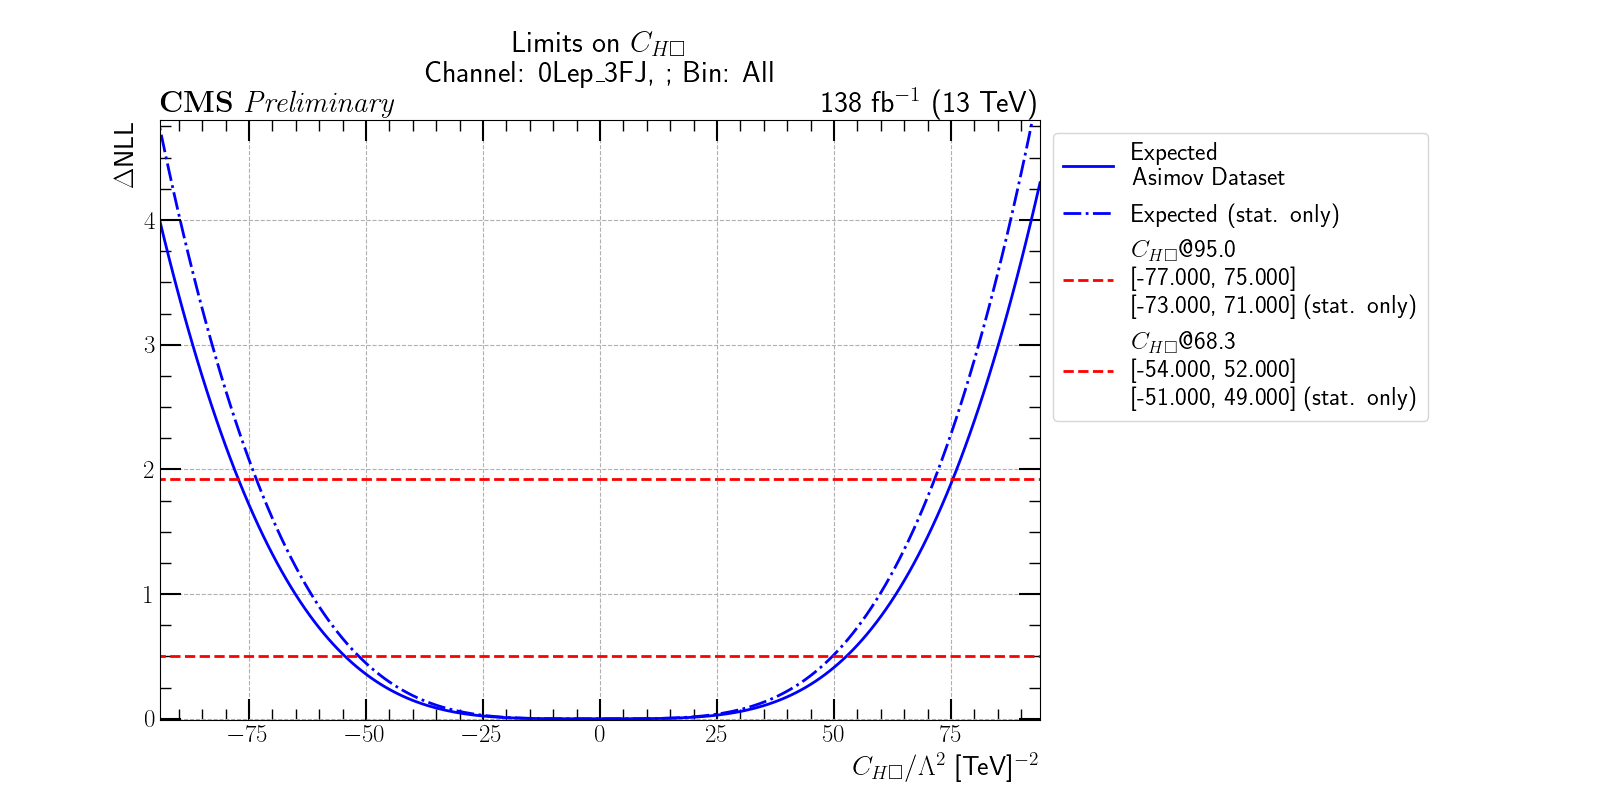 Limits on C_{H□}
Channel: 0Lep_3FJ, ; Bin: All
CMS Preliminary 138 fb⁻¹ (13 TeV)
ΔNLL
4
3
2
1
0
−75 −50 −25 0 25 50 75
C_{H□}/Λ² [TeV]⁻²
Expected
Asimov Dataset
Expected (stat. only)
C_{H□}@95.0
[-77.000, 75.000]
[-73.000, 71.000] (stat. only)
C_{H□}@68.3
[-54.000, 52.000]
[-51.000, 49.000] (stat. only)